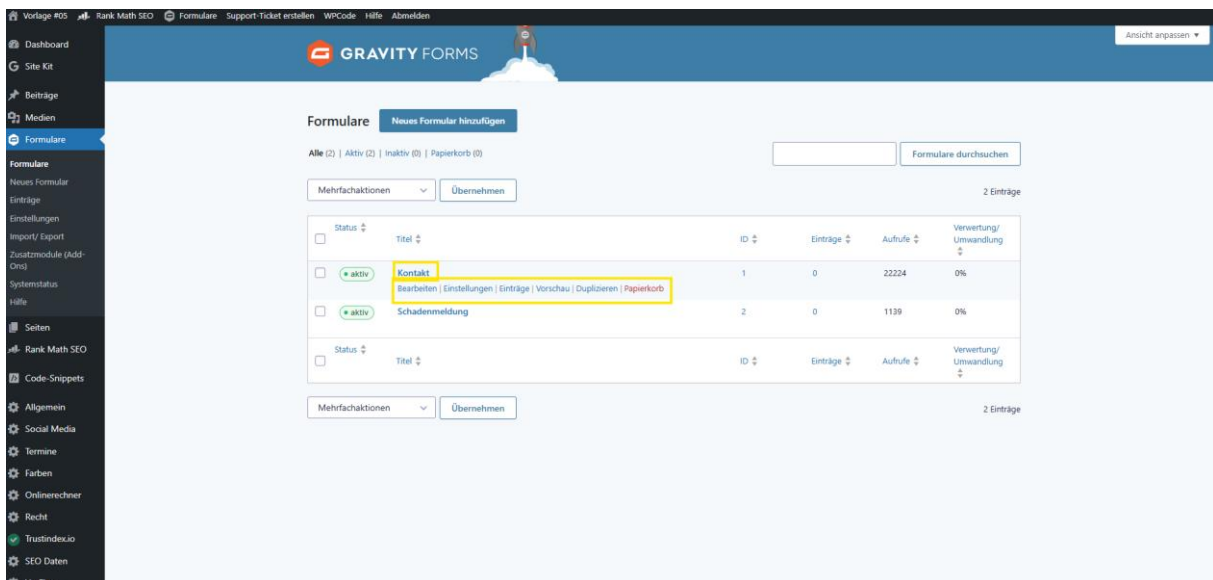 Vorlage #05 Rank Math SEO Formulare Support-Ticket erstellen WPCode Hilfe Abmelden
Dashboard
Site Kit
Beiträge
Medien
Formulare
Formulare
Neues Formular
Einträge
Einstellungen
Import/ Export
Zusatzmodule (Add-
Ons)
Systemstatus
Hilfe
Seiten
Rank Math SEO
Code-Snippets
Allgemein
Social Media
Termine
Farben
Onlinerechner
Recht
Trustindex.io
SEO Daten
GRAVITY FORMS
Ansicht anpassen
Formulare Neues Formular hinzufügen
Alle (2) | Aktiv (2) | Inaktiv (0) | Papierkorb (0)
Formulare durchsuchen
Mehrfachaktionen Übernehmen
2 Einträge
Status Titel ID Einträge Aufrufe Verwertung/
Umwandlung
aktiv Kontakt 1 0 22224 0%
Bearbeiten | Einstellungen | Einträge | Vorschau | Duplizieren | Papierkorb
aktiv Schadenmeldung 2 0 1139 0%
Status Titel ID Einträge Aufrufe Verwertung/
Umwandlung
Mehrfachaktionen Übernehmen
2 Einträge